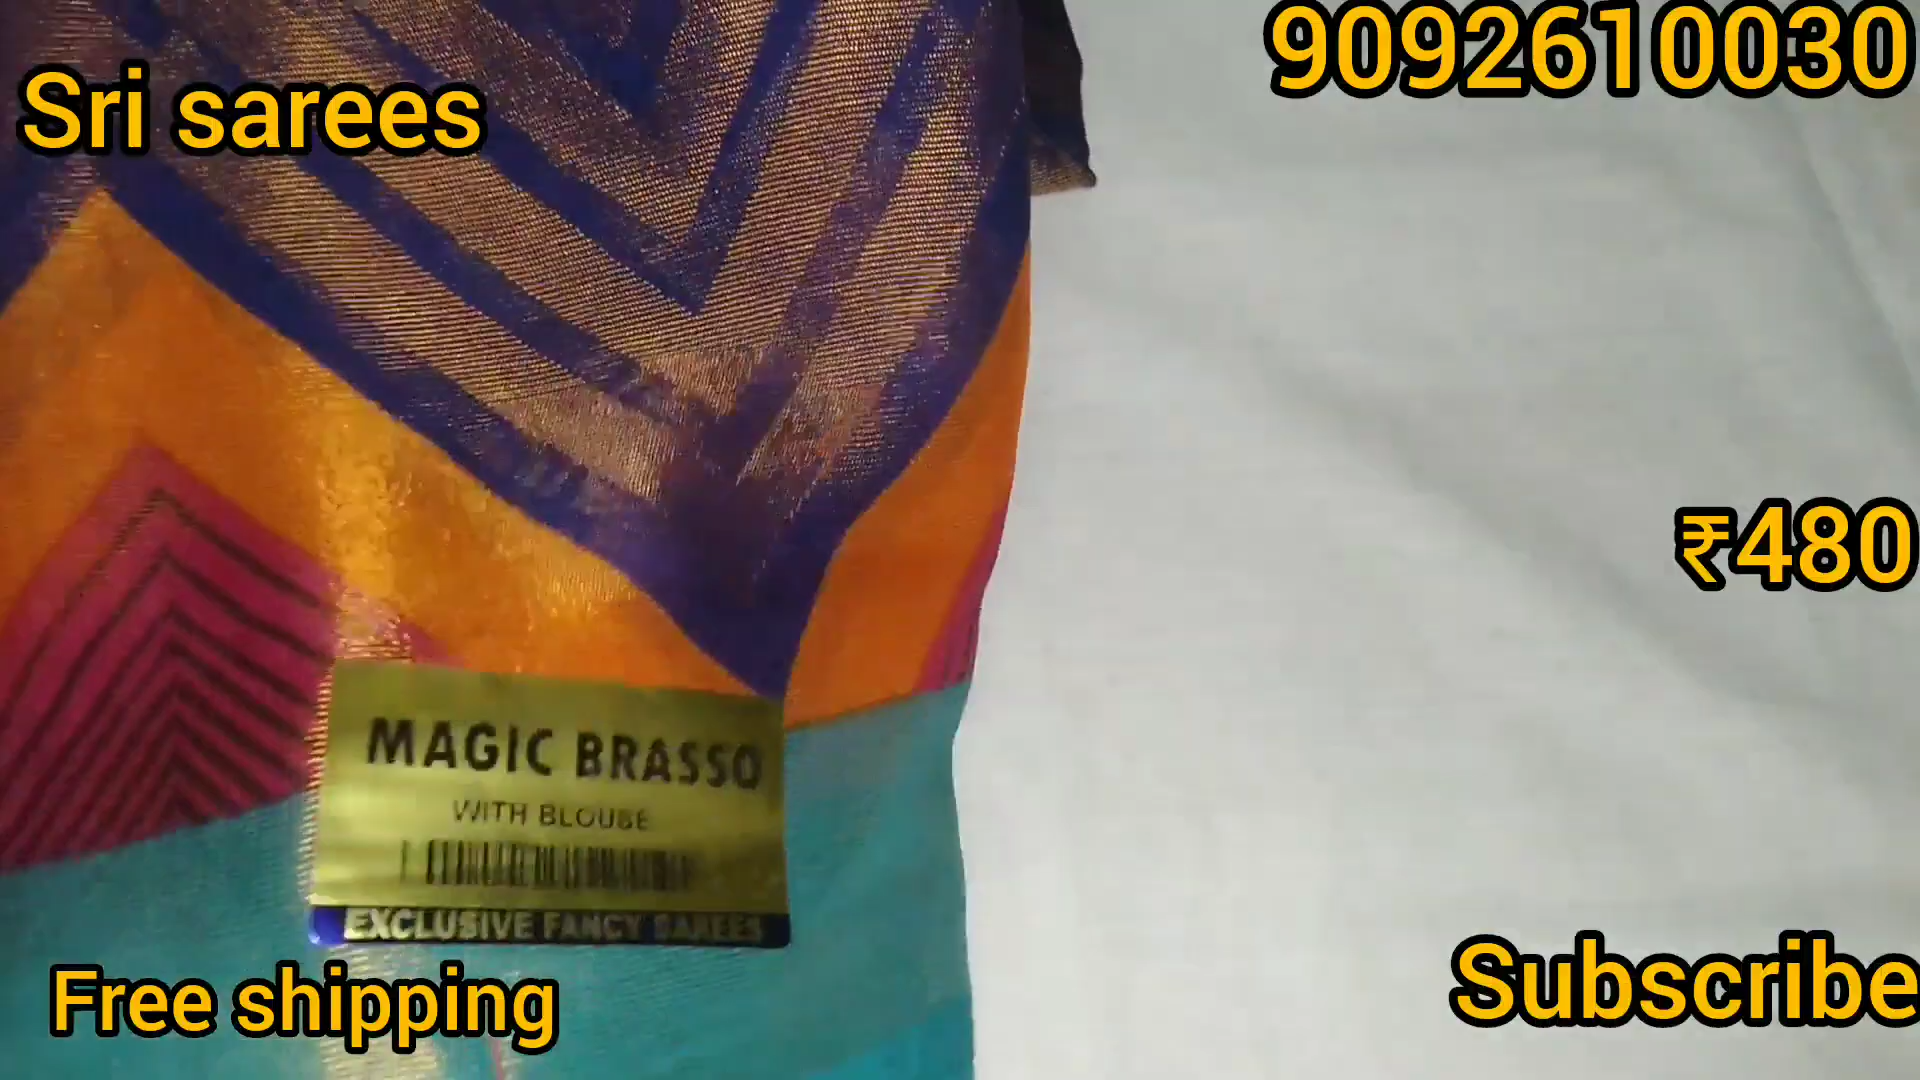 9092610030
Sri sarees
₹480
MAGIC BRASSO
WITH BLOUSE
EXCLUSIVE FANCY SAREES
Free shipping
Subscribe